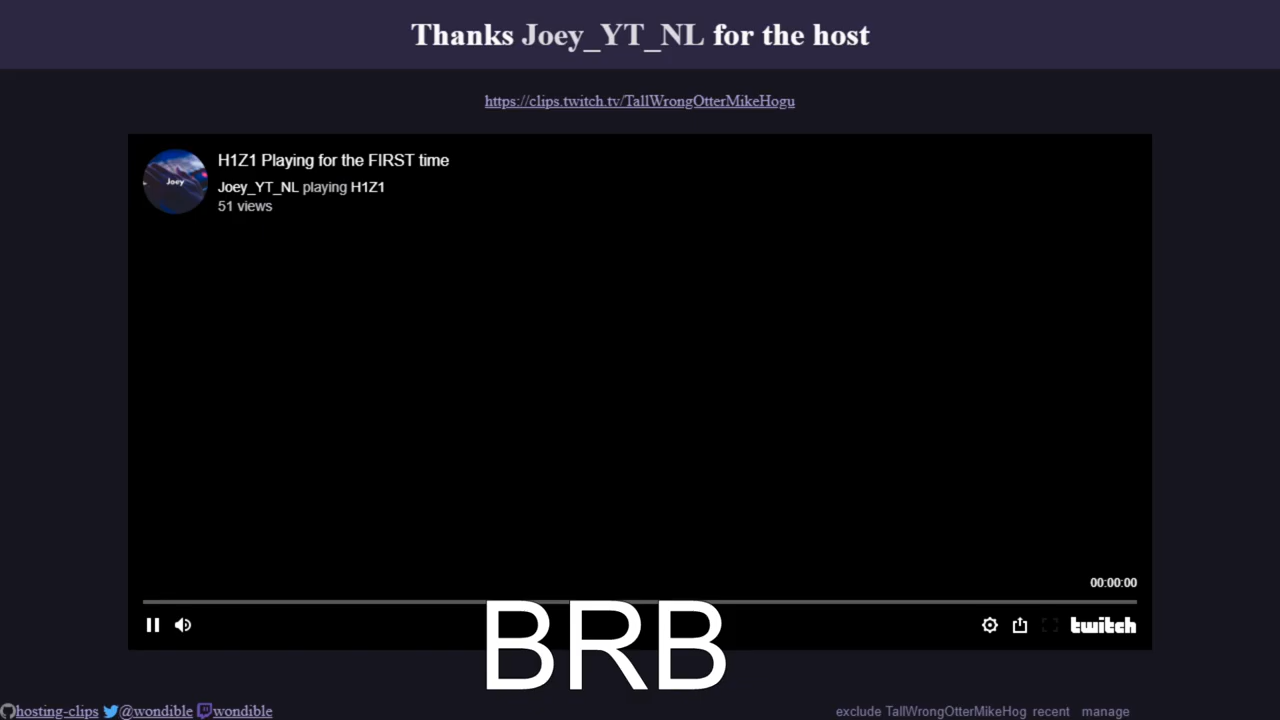 Thanks Joey_YT_NL for the host
https://clips.twitch.tv/TallWrongOtterMikeHogu
Joey
H1Z1 Playing for the FIRST time
Joey_YT_NL playing H1Z1
51 views
00:00:00
twitch
BRB
hosting-clips @wondible wondible
exclude TallWrongOtterMikeHog recent manage